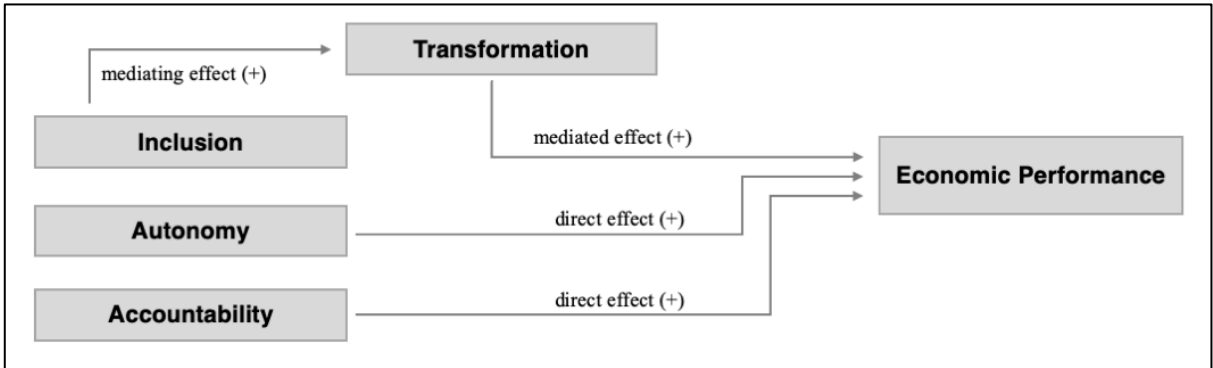 Transformation
mediating effect (+)
Inclusion
mediated effect (+)
Economic Performance
Autonomy
direct effect (+)
Accountability
direct effect (+)